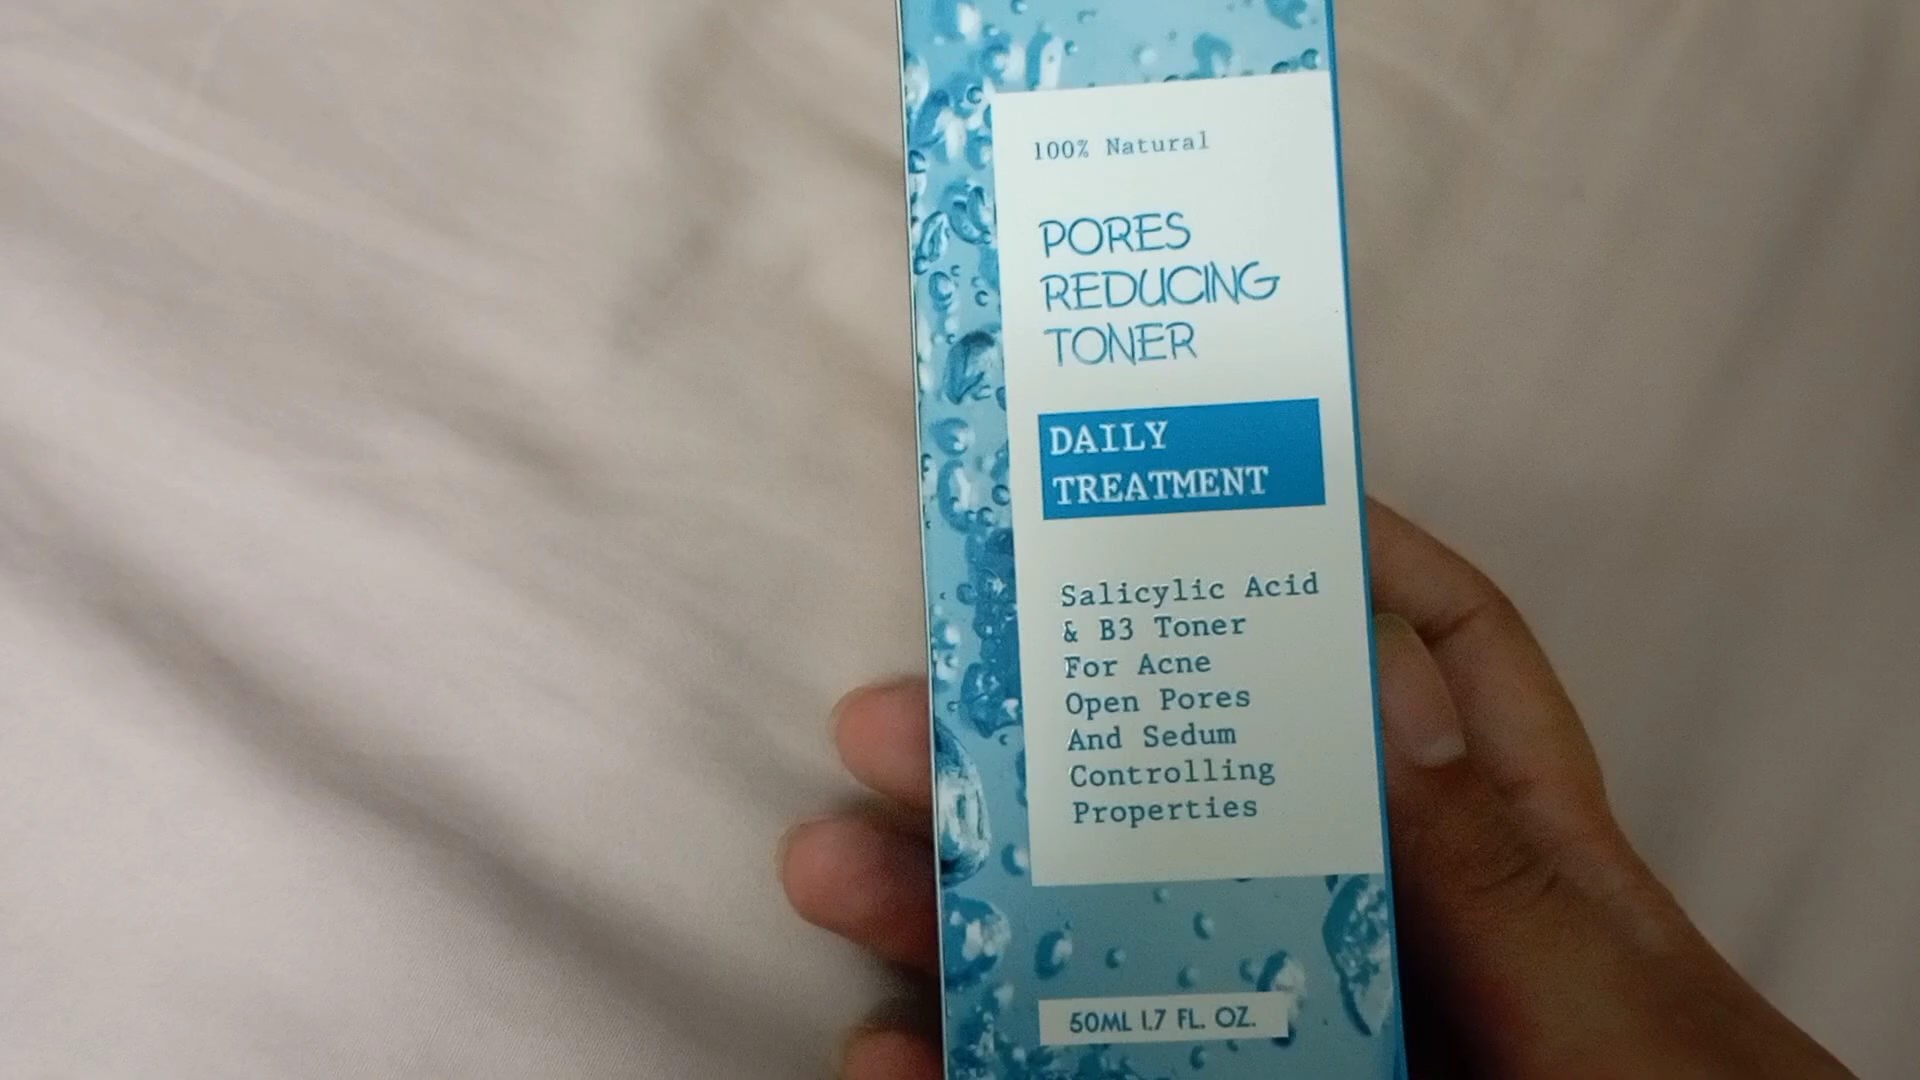 100% Natural
PORES
REDUCING
TONER
DAILY
TREATMENT
Salicylic Acid
& B3 Toner
For Acne
Open Pores
And Sedum
Controlling
Properties
50ML 1.7 FL. OZ.